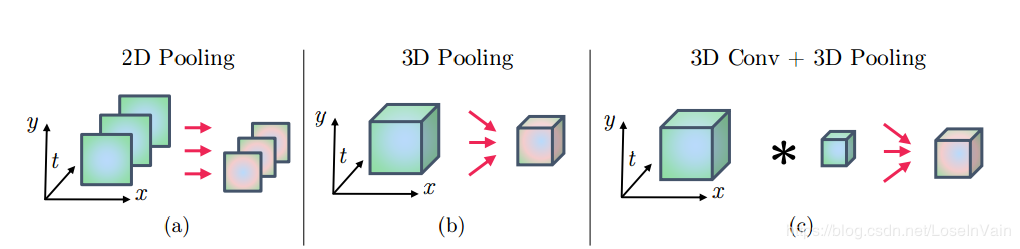 2D Pooling
3D Pooling
3D Conv + 3D Pooling
y
t
x
y
t
x
*
y
t
x
(a)
(b)
(c)
https://blog.csdn.net/LoseInVain